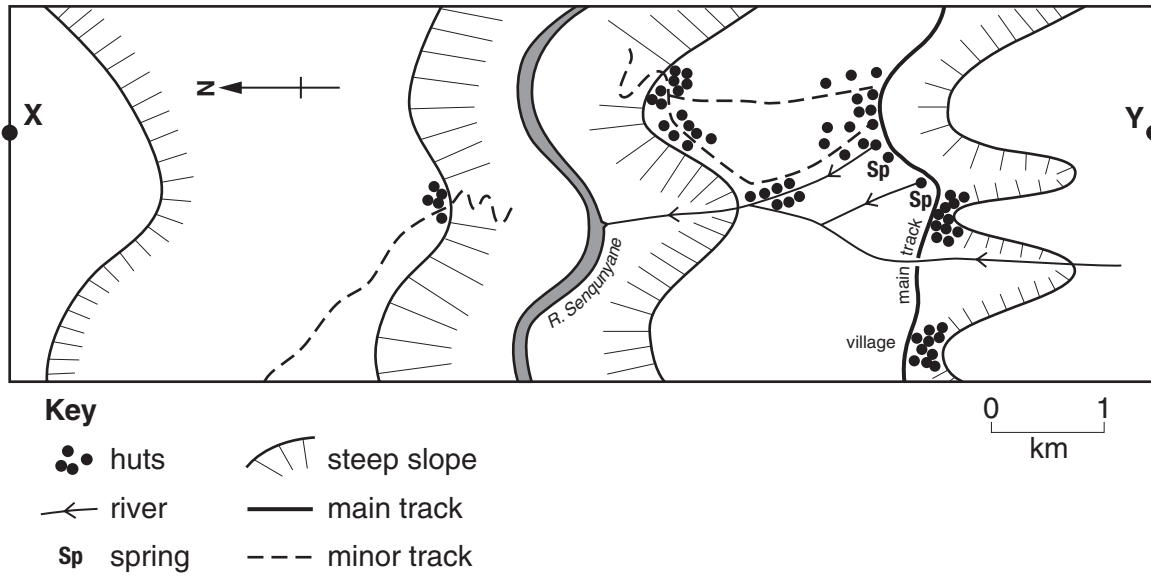 N
X
Y
Sp
Sp
R. Senqunyane
main track
village
Key
huts
river
Sp spring
steep slope
main track
minor track
0 1
km